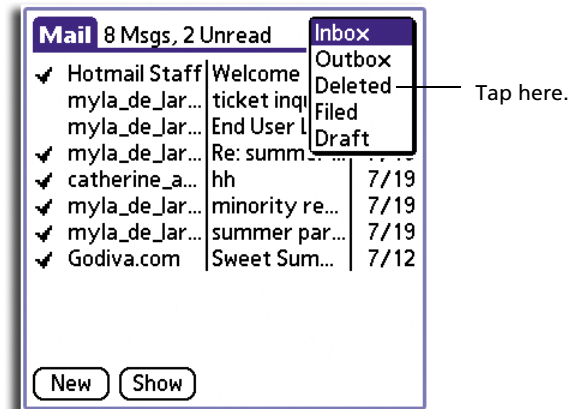 Mail 8 Msgs, 2 Unread
Inbox
Outbox
Deleted
Filed
Draft
Tap here.
Hotmail Staff Welcome
myla_de_lar... ticket inqu
myla_de_lar... End User L
myla_de_lar... Re: summer
catherine_a... hh 7/19
myla_de_lar... minority re... 7/19
myla_de_lar... summer par... 7/19
Godiva.com Sweet Sum... 7/12
New Show